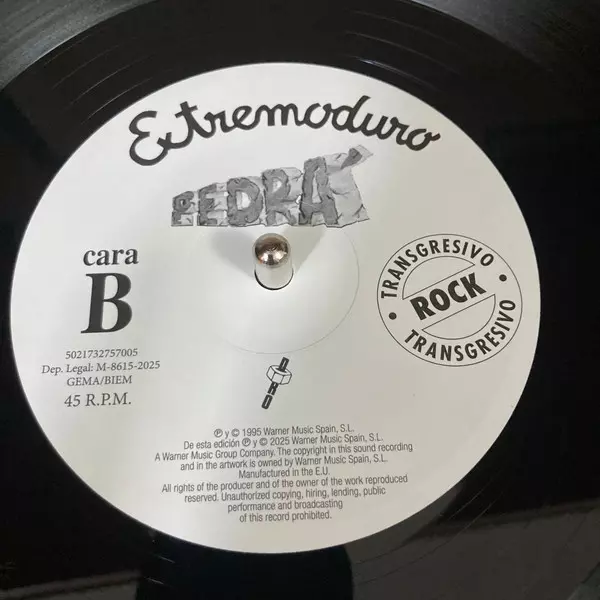 Extremoduro
PEDRÁ
cara
B
TRANSGRESIVO
ROCK
TRANSGRESIVO
5021732757005
Dep. Legal: M-8615-2025
GEMA/BIEM
45 R.P.M.
DRO
℗ y © 1995 Warner Music Spain, S.L.
De esta edición ℗ y © 2025 Warner Music Spain, S.L.
A Warner Music Group Company. The copyright in this sound recording
and in the artwork is owned by Warner Music Spain, S.L.
Manufactured in the E.U.
All rights of the producer and of the owner of the work reproduced
reserved. Unauthorized copying, hiring, lending, public
performance and broadcasting
of this record prohibited.